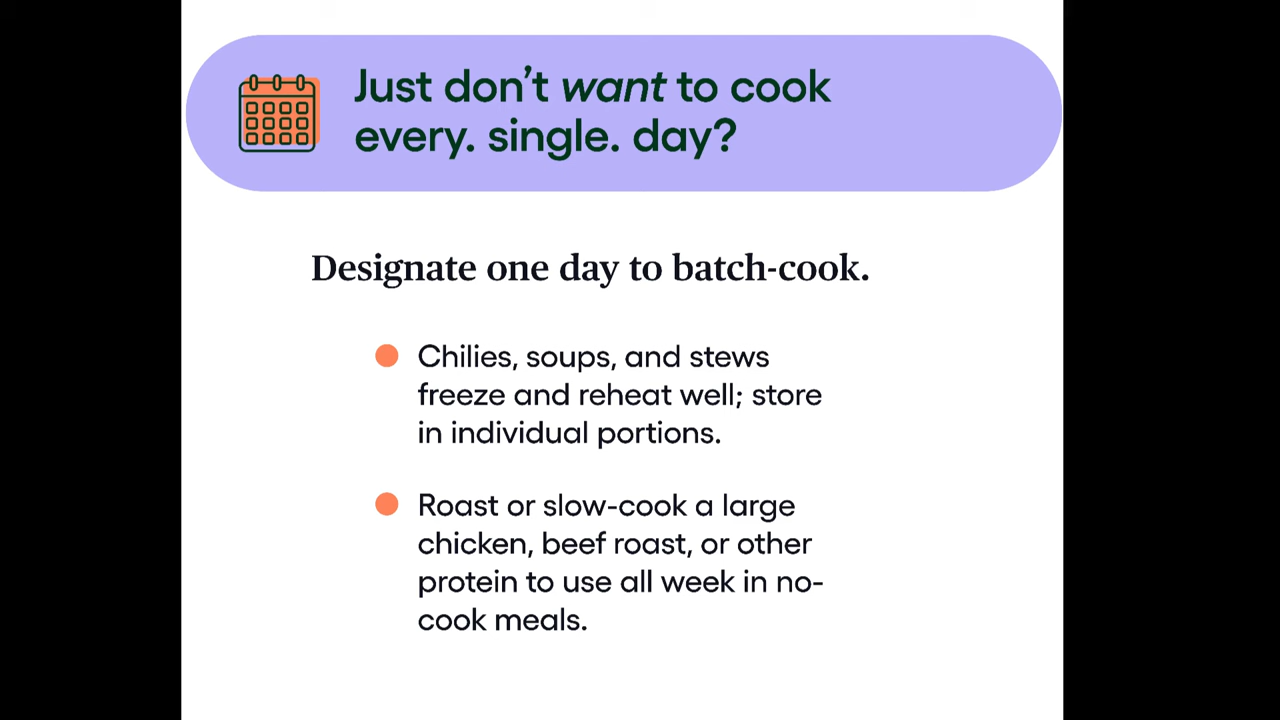 Just don’t want to cook
every. single. day?
Designate one day to batch-cook.
Chilies, soups, and stews
freeze and reheat well; store
in individual portions.
Roast or slow-cook a large
chicken, beef roast, or other
protein to use all week in no-
cook meals.